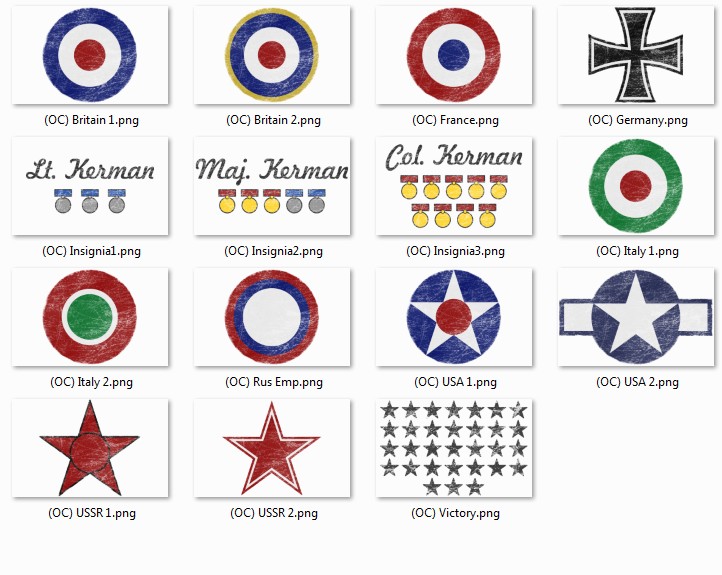 (OC) Britain 1.png
(OC) Britain 2.png
(OC) France.png
(OC) Germany.png
Lt. Kerman
Maj. Kerman
Col. Kerman
(OC) Insignia1.png
(OC) Insignia2.png
(OC) Insignia3.png
(OC) Italy 1.png
(OC) Italy 2.png
(OC) Rus Emp.png
(OC) USA 1.png
(OC) USA 2.png
(OC) USSR 1.png
(OC) USSR 2.png
(OC) Victory.png